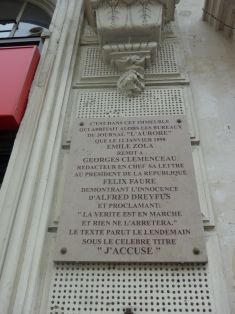 C'EST DANS CET IMMEUBLE
QUI ABRITAIT ALORS LES BUREAUX
DU JOURNAL "L'AURORE"
QUE LE 12 JANVIER 1898
EMILE ZOLA
REMIT A
GEORGES CLEMENCEAU
REDACTEUR EN CHEF SA LETTRE
AU PRESIDENT DE LA REPUBLIQUE
FELIX FAURE
DEMONTRANT L'INNOCENCE
D'ALFRED DREYFUS
ET PROCLAMANT:
"LA VERITE EST EN MARCHE
ET RIEN NE L'ARRETERA."
LE TEXTE PARUT LE LENDEMAIN
SOUS LE CELEBRE TITRE
"J'ACCUSE"